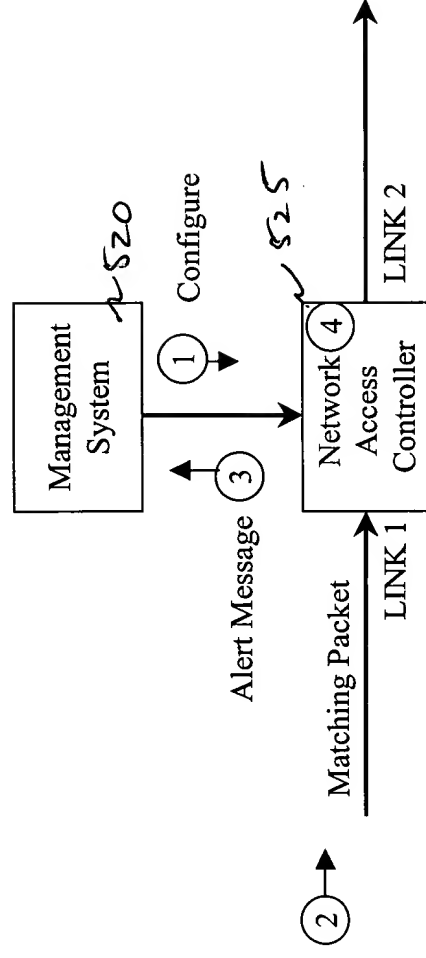 Management
System
520
1
Configure
3
Alert Message
525
Network
4
Access
Controller
Matching Packet
LINK 1
LINK 2
2